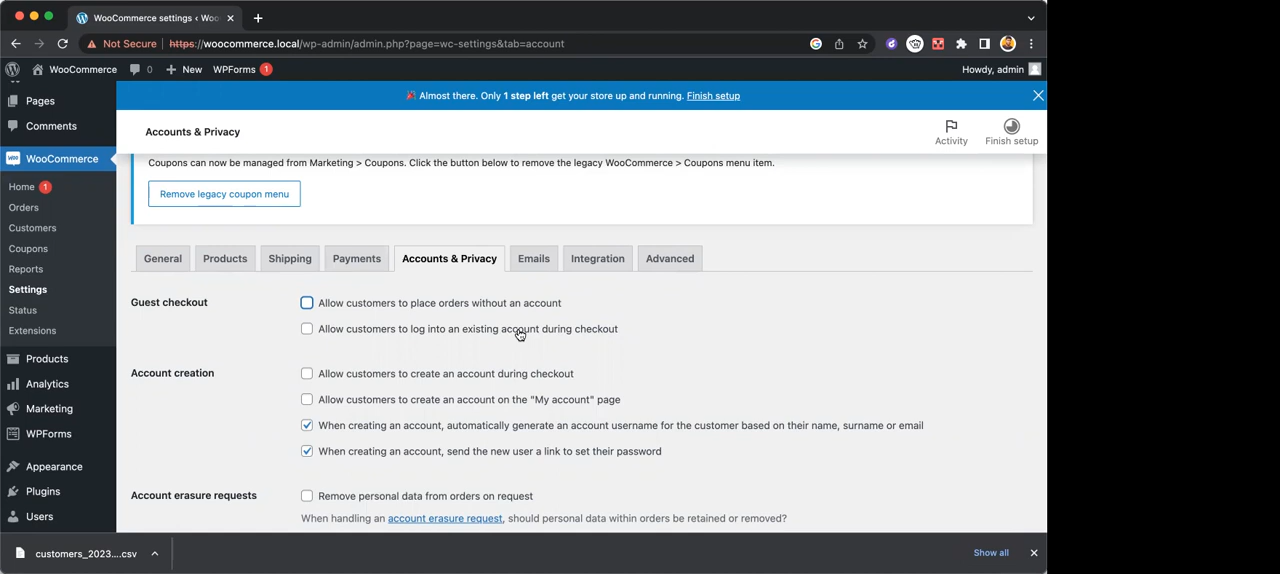 WooCommerce settings ‹ Woo
Not Secure | https://woocommerce.local/wp-admin/admin.php?page=wc-settings&tab=account
WooCommerce 0 New WPForms 1 Howdy, admin
Pages
Comments
WooCommerce
Home 1
Orders
Customers
Coupons
Reports
Settings
Status
Extensions
Products
Analytics
Marketing
WPForms
Appearance
Plugins
Users
🎉 Almost there. Only 1 step left get your store up and running. Finish setup
Accounts & Privacy
Activity
Finish setup
Coupons can now be managed from Marketing > Coupons. Click the button below to remove the legacy WooCommerce > Coupons menu item.
Remove legacy coupon menu
General Products Shipping Payments Accounts & Privacy Emails Integration Advanced
Guest checkout Allow customers to place orders without an account
Allow customers to log into an existing account during checkout
Account creation Allow customers to create an account during checkout
Allow customers to create an account on the "My account" page
When creating an account, automatically generate an account username for the customer based on their name, surname or email
When creating an account, send the new user a link to set their password
Account erasure requests Remove personal data from orders on request
When handling an account erasure request, should personal data within orders be retained or removed?
customers_2023....csv
Show all